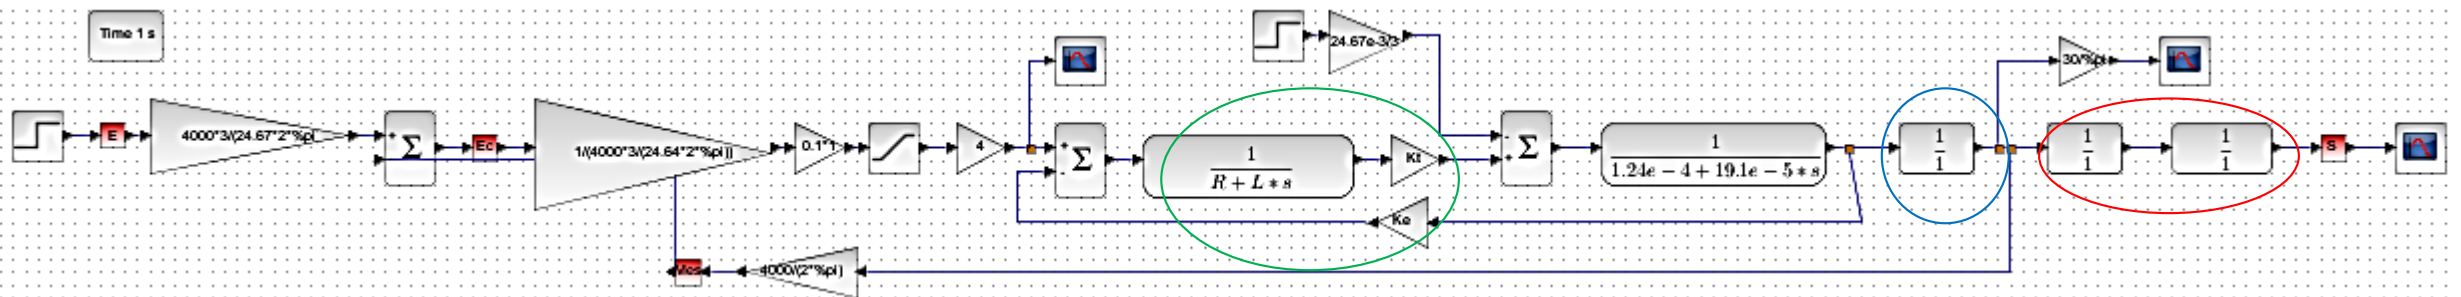 Time 1 s
24.67e-3/3
30/%pi
E
4000*3/(24.67*2*%pi
+
Σ
Ec
1/(4000*3/(24.64*2*%pi))
0.1*1
4
+
-
Σ
1
R + L * s
Kt
-
+
Σ
1
1.24e − 4 + 19.1e − 5 * s
1
1
1
1
1
1
S
Ke
Mes
4000/(2*%pi)